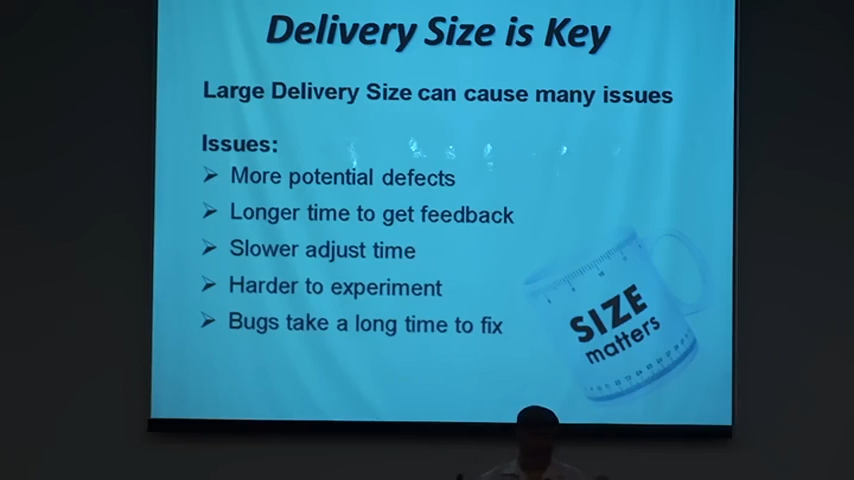 Delivery Size is Key
Large Delivery Size can cause many issues
Issues:
More potential defects
Longer time to get feedback
Slower adjust time
Harder to experiment
Bugs take a long time to fix
SIZE
matters